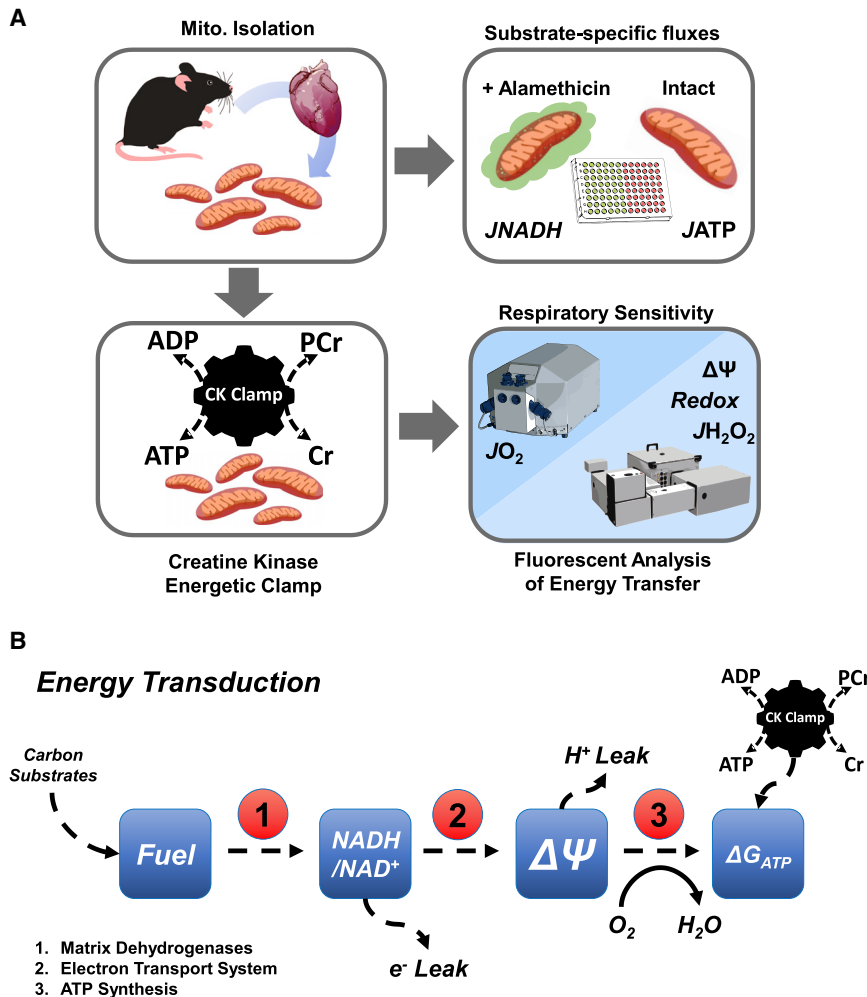 A
Mito. Isolation
Substrate-specific fluxes
+ Alamethicin
Intact
JNADH
JATP
ADP
PCr
CK Clamp
ATP
Cr
Creatine Kinase
Energetic Clamp
Respiratory Sensitivity
ΔΨ
Redox
JH₂O₂
JO₂
Fluorescent Analysis
of Energy Transfer
B
Energy Transduction
ADP
PCr
CK Clamp
ATP
Cr
Carbon
Substrates
H⁺ Leak
1
2
3
Fuel
NADH
/NAD⁺
ΔΨ
ΔG_ATP
O₂
H₂O
e⁻ Leak
1. Matrix Dehydrogenases
2. Electron Transport System
3. ATP Synthesis